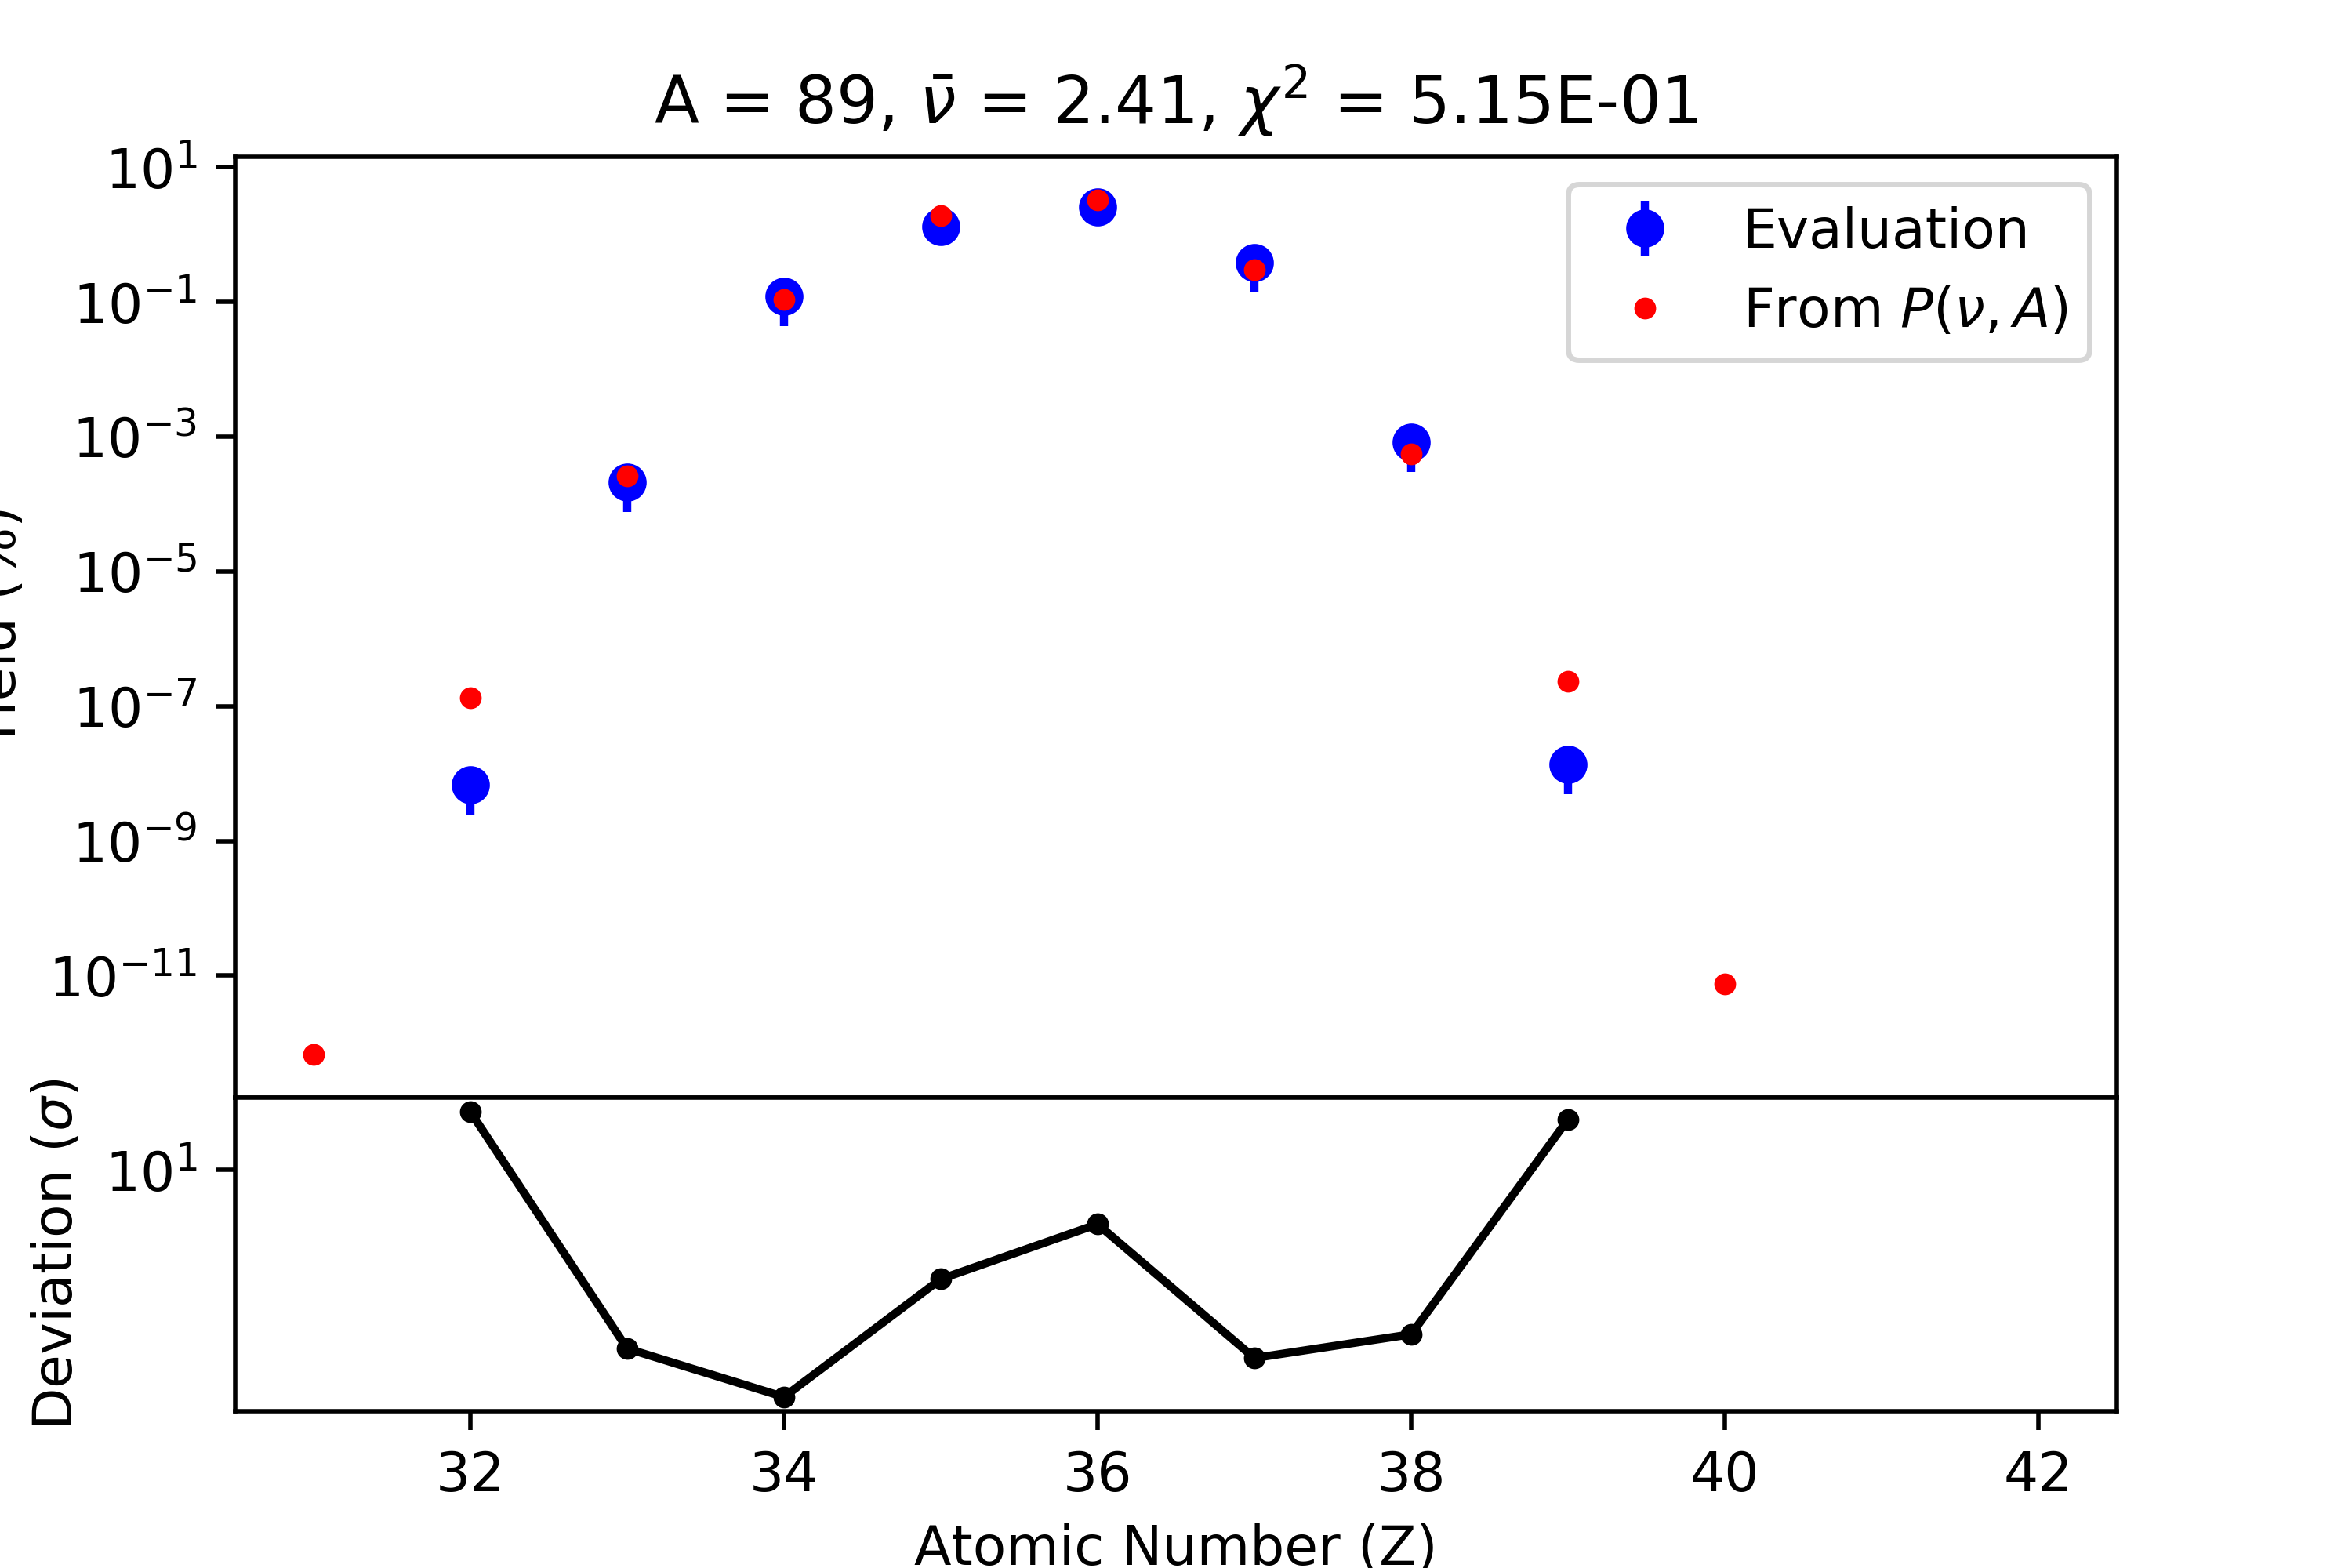 A = 89, ν̄ = 2.41, χ² = 5.15E-01
Evaluation
From P(ν, A)
10¹
10⁻¹
10⁻³
10⁻⁵
10⁻⁷
10⁻⁹
10⁻¹¹
(%)
10¹
Deviation (σ)
32 34 36 38 40 42
Atomic Number (Z)